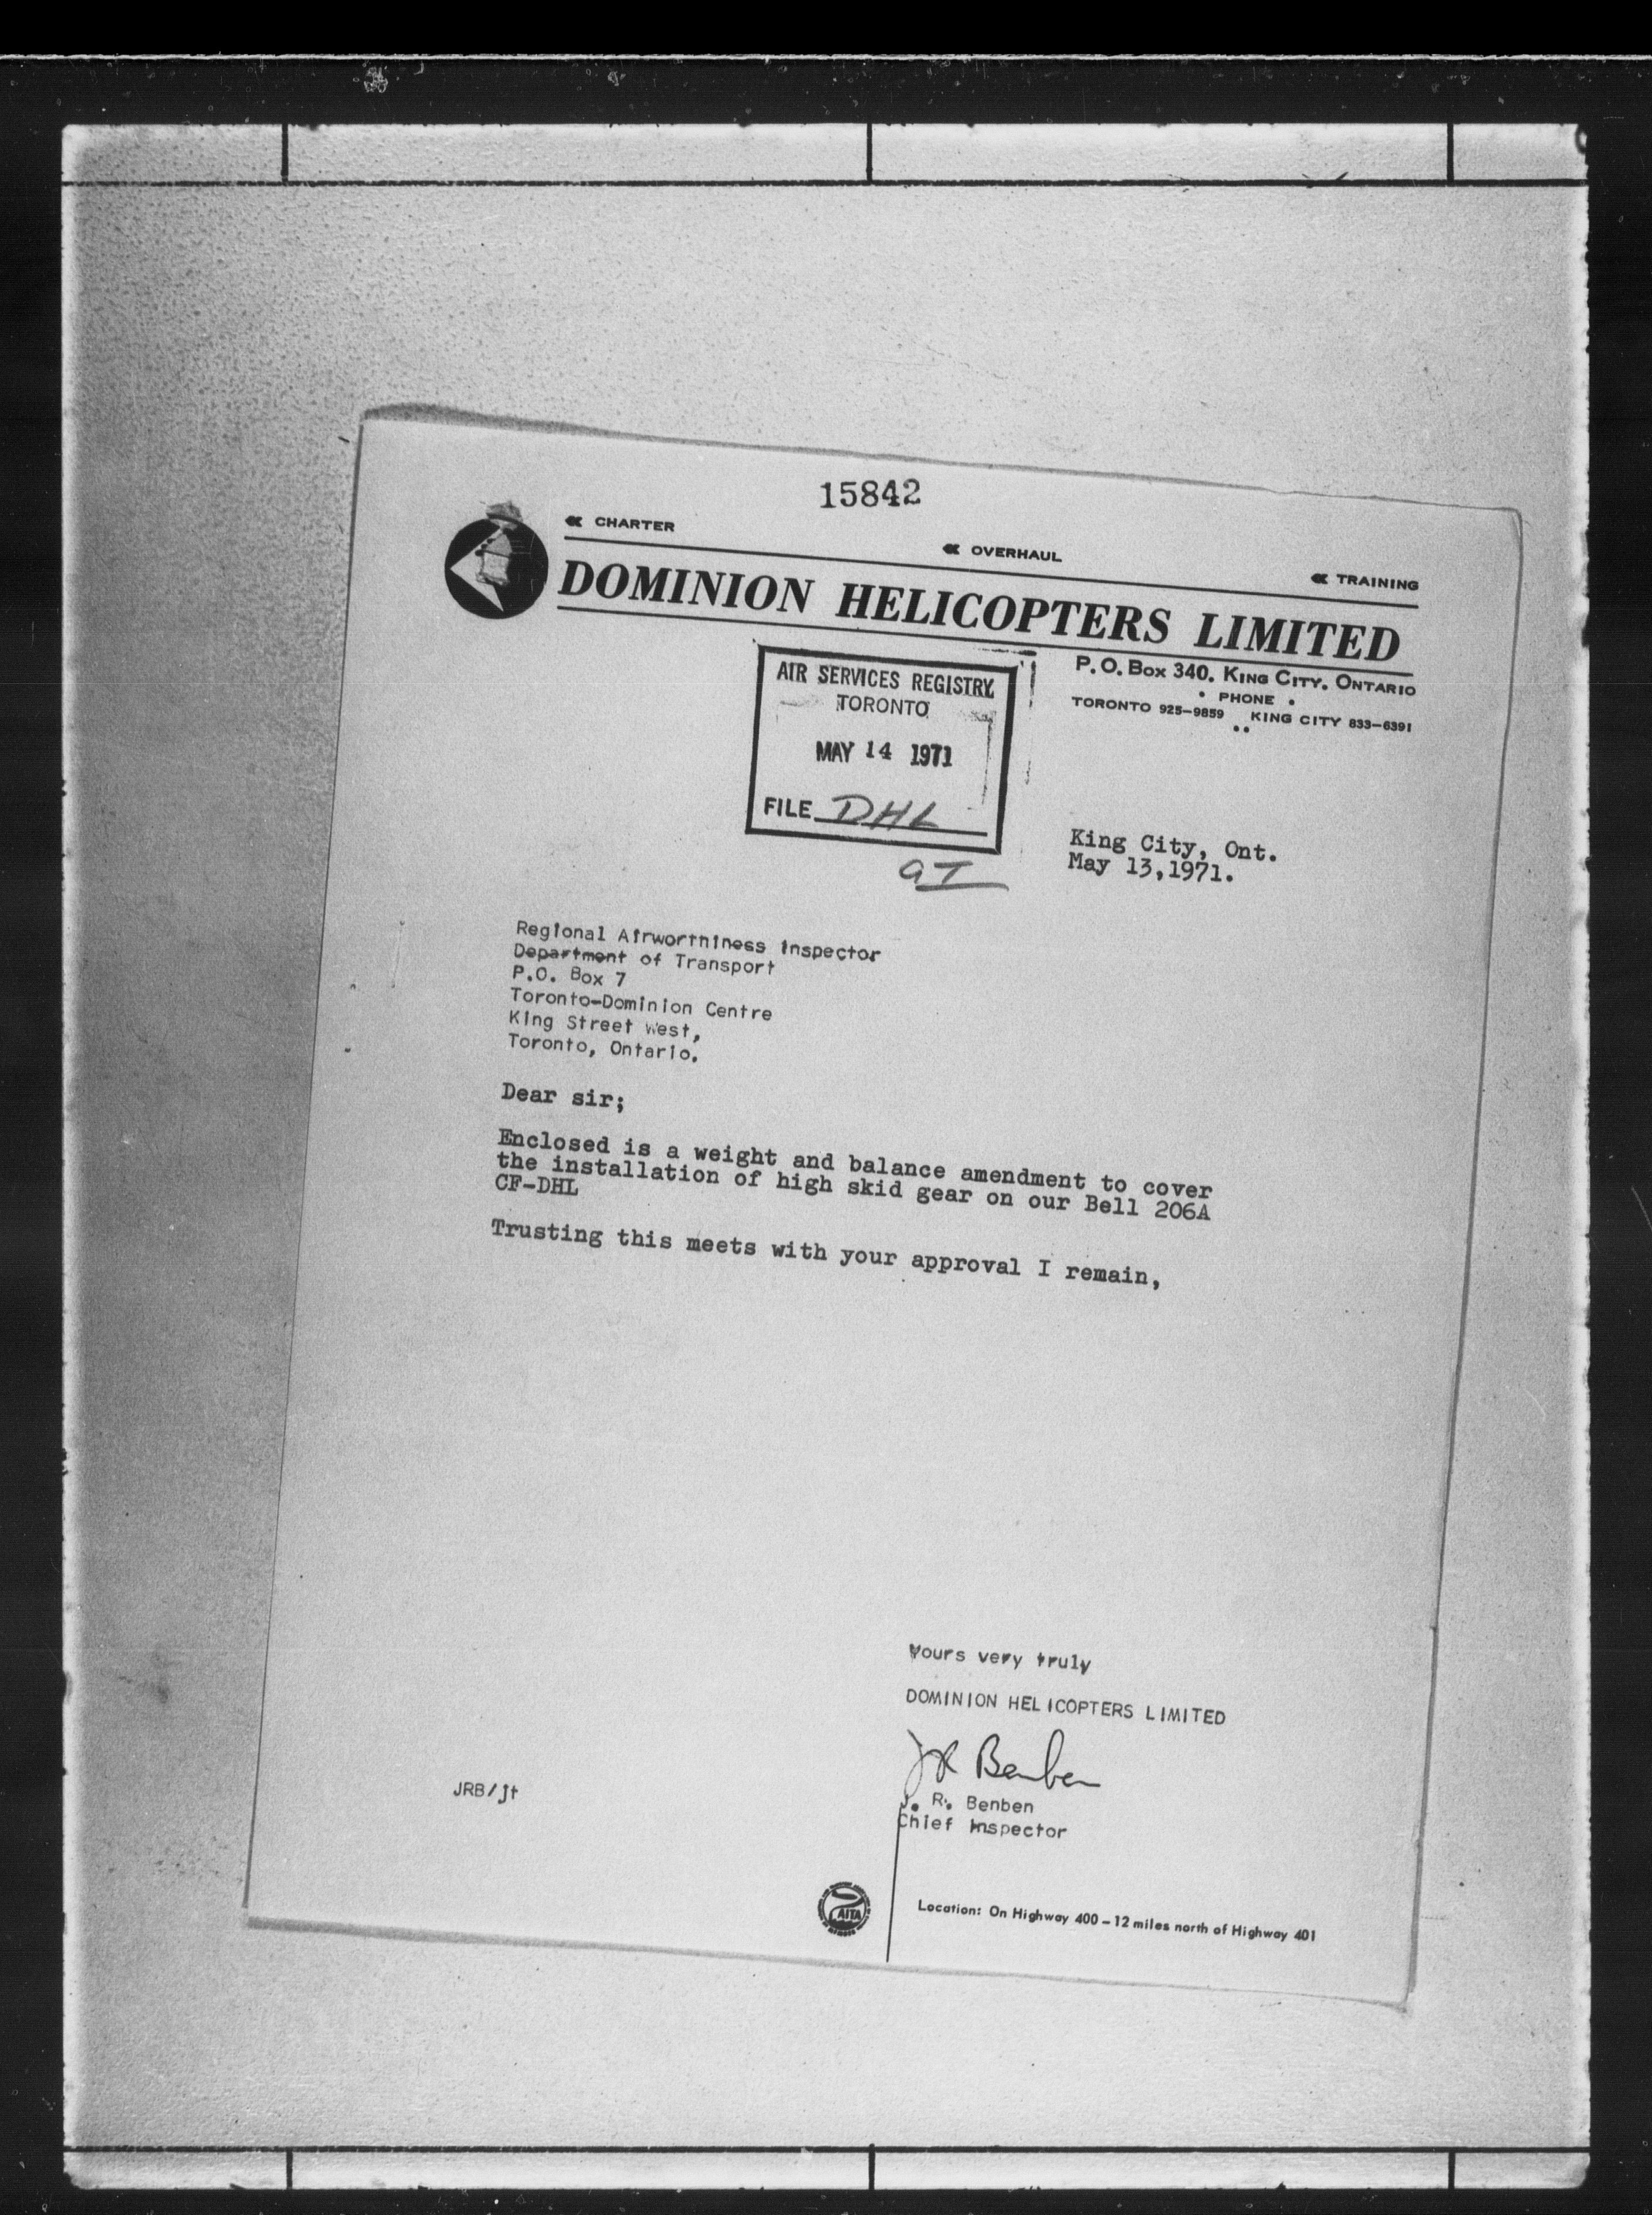 15842
CHARTER
OVERHAUL
TRAINING
DOMINION HELICOPTERS LIMITED
P. O. BOX 340. KING CITY. ONTARIO
• PHONE •
TORONTO 925-9859 •• KING CITY 833-6391
AIR SERVICES REGISTRY
TORONTO
MAY 14 1971
FILE DHL
King City, Ont.
May 13,1971.
Regional Airworthiness Inspector
Department of Transport
P.O. Box 7
Toronto-Dominion Centre
King Street West,
Toronto, Ontario.
Dear sir;
Enclosed is a weight and balance amendment to cover
the installation of high skid gear on our Bell 206A
CF-DHL
Trusting this meets with your approval I remain,
Yours very truly
DOMINION HELICOPTERS LIMITED
JR Benben
J. R. Benben
Chief Inspector
JRB/jt
AITA
Location: On Highway 400 – 12 miles north of Highway 401